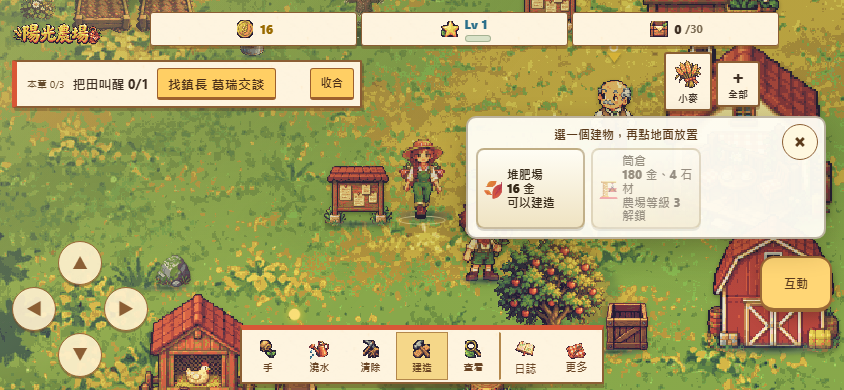 陽光農場
16
Lv 1
0 /30
本章 0/3 把田叫醒 0/1 找鎮長 葛瑞交談 收合
小麥
+
全部
選一個建物，再點地面放置
×
堆肥場
16 金
可以建造
筒倉
180 金、4 石
材
農場等級 3
解鎖
互動
手 澆水 清除 建造 查看 日誌 更多